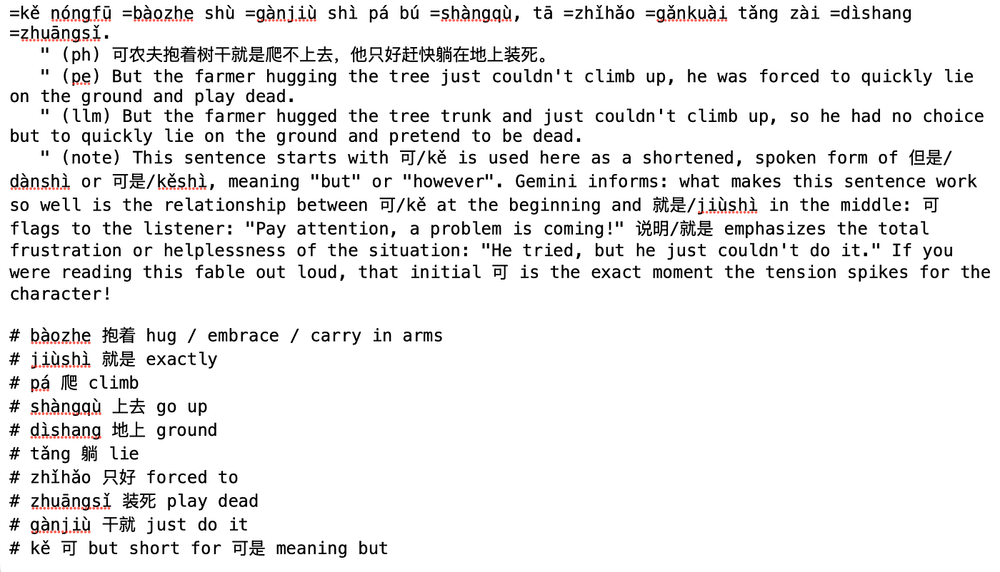 =kě nóngfū =bàozhe shù =gànjiù shì pá bú =shàngqù, tā =zhǐhǎo =gǎnkuài tǎng zài =dìshang
=zhuāngsǐ.
" (ph) 可农夫抱着树干就是爬不上去，他只好赶快躺在地上装死。
" (pe) But the farmer hugging the tree just couldn't climb up, he was forced to quickly lie
on the ground and play dead.
" (llm) But the farmer hugged the tree trunk and just couldn't climb up, so he had no choice
but to quickly lie on the ground and pretend to be dead.
" (note) This sentence starts with 可/kě is used here as a shortened, spoken form of 但是/
dànshì or 可是/kěshì, meaning "but" or "however". Gemini informs: what makes this sentence work
so well is the relationship between 可/kě at the beginning and 就是/jiùshì in the middle: 可
flags to the listener: "Pay attention, a problem is coming!" 说明/就是 emphasizes the total
frustration or helplessness of the situation: "He tried, but he just couldn't do it." If you
were reading this fable out loud, that initial 可 is the exact moment the tension spikes for the
character!
# bàozhe 抱着 hug / embrace / carry in arms
# jiùshì 就是 exactly
# pá 爬 climb
# shàngqù 上去 go up
# dìshang 地上 ground
# tǎng 躺 lie
# zhǐhǎo 只好 forced to
# zhuāngsǐ 装死 play dead
# gànjiù 干就 just do it
# kě 可 but short for 可是 meaning but